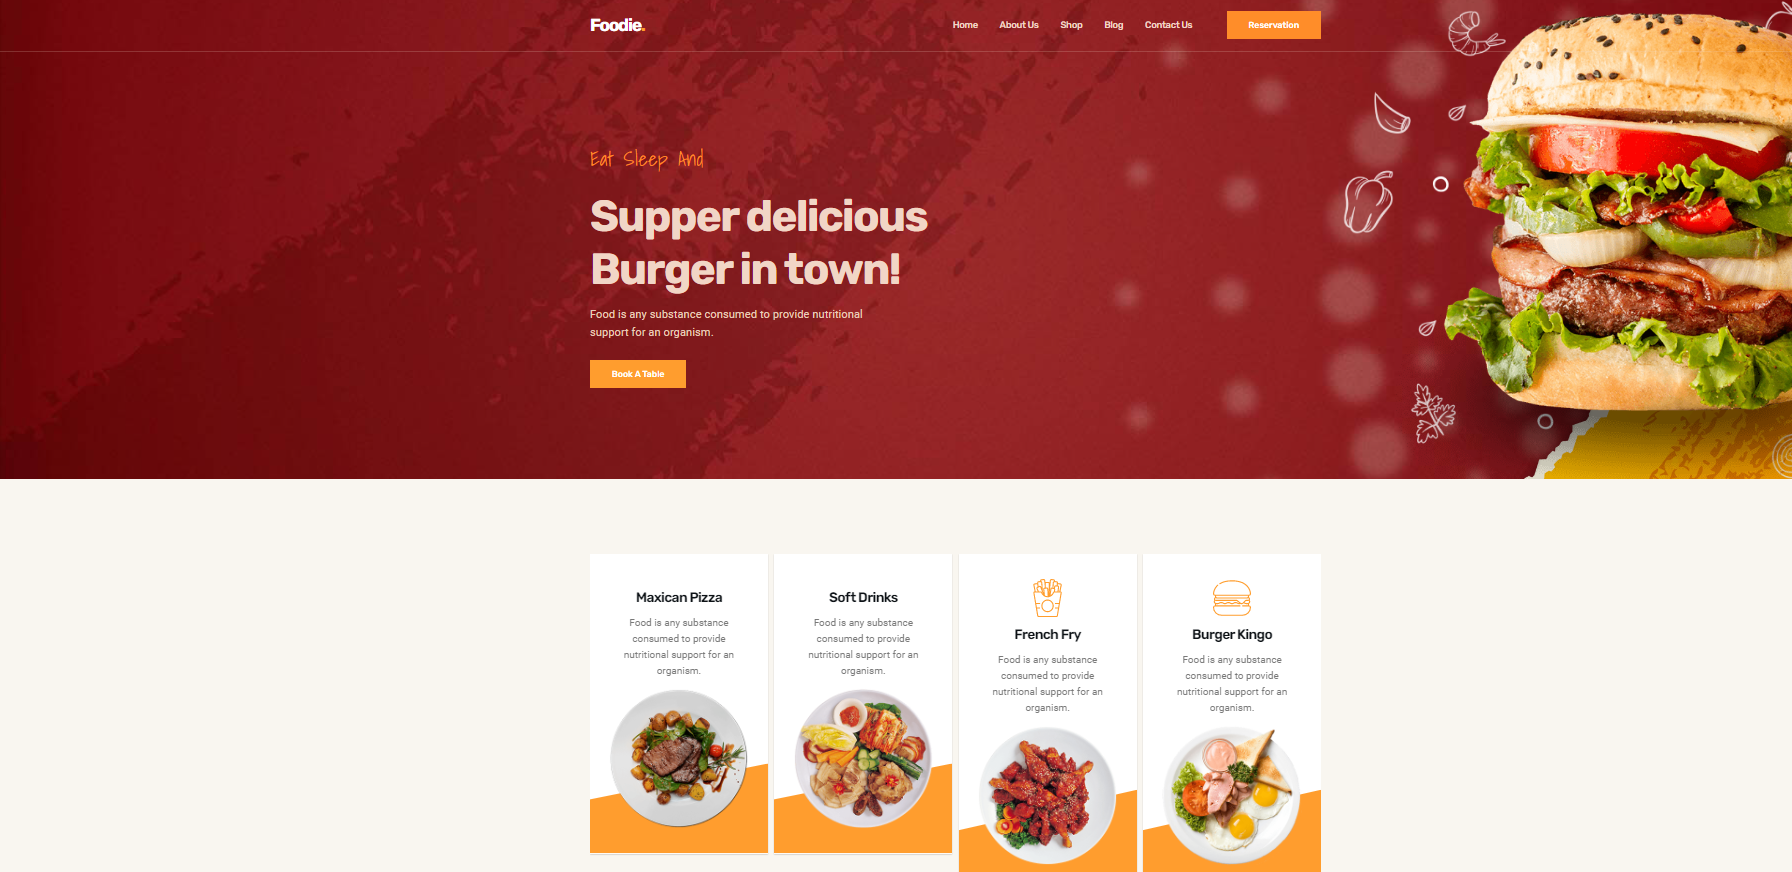 Foodie.
Home About Us Shop Blog Contact Us Reservation
Eat Sleep And
Supper delicious
Burger in town!
Food is any substance consumed to provide nutritional
support for an organism.
Book A Table
Maxican Pizza
Food is any substance
consumed to provide
nutritional support for an
organism.
Soft Drinks
Food is any substance
consumed to provide
nutritional support for an
organism.
French Fry
Food is any substance
consumed to provide
nutritional support for an
organism.
Burger Kingo
Food is any substance
consumed to provide
nutritional support for an
organism.